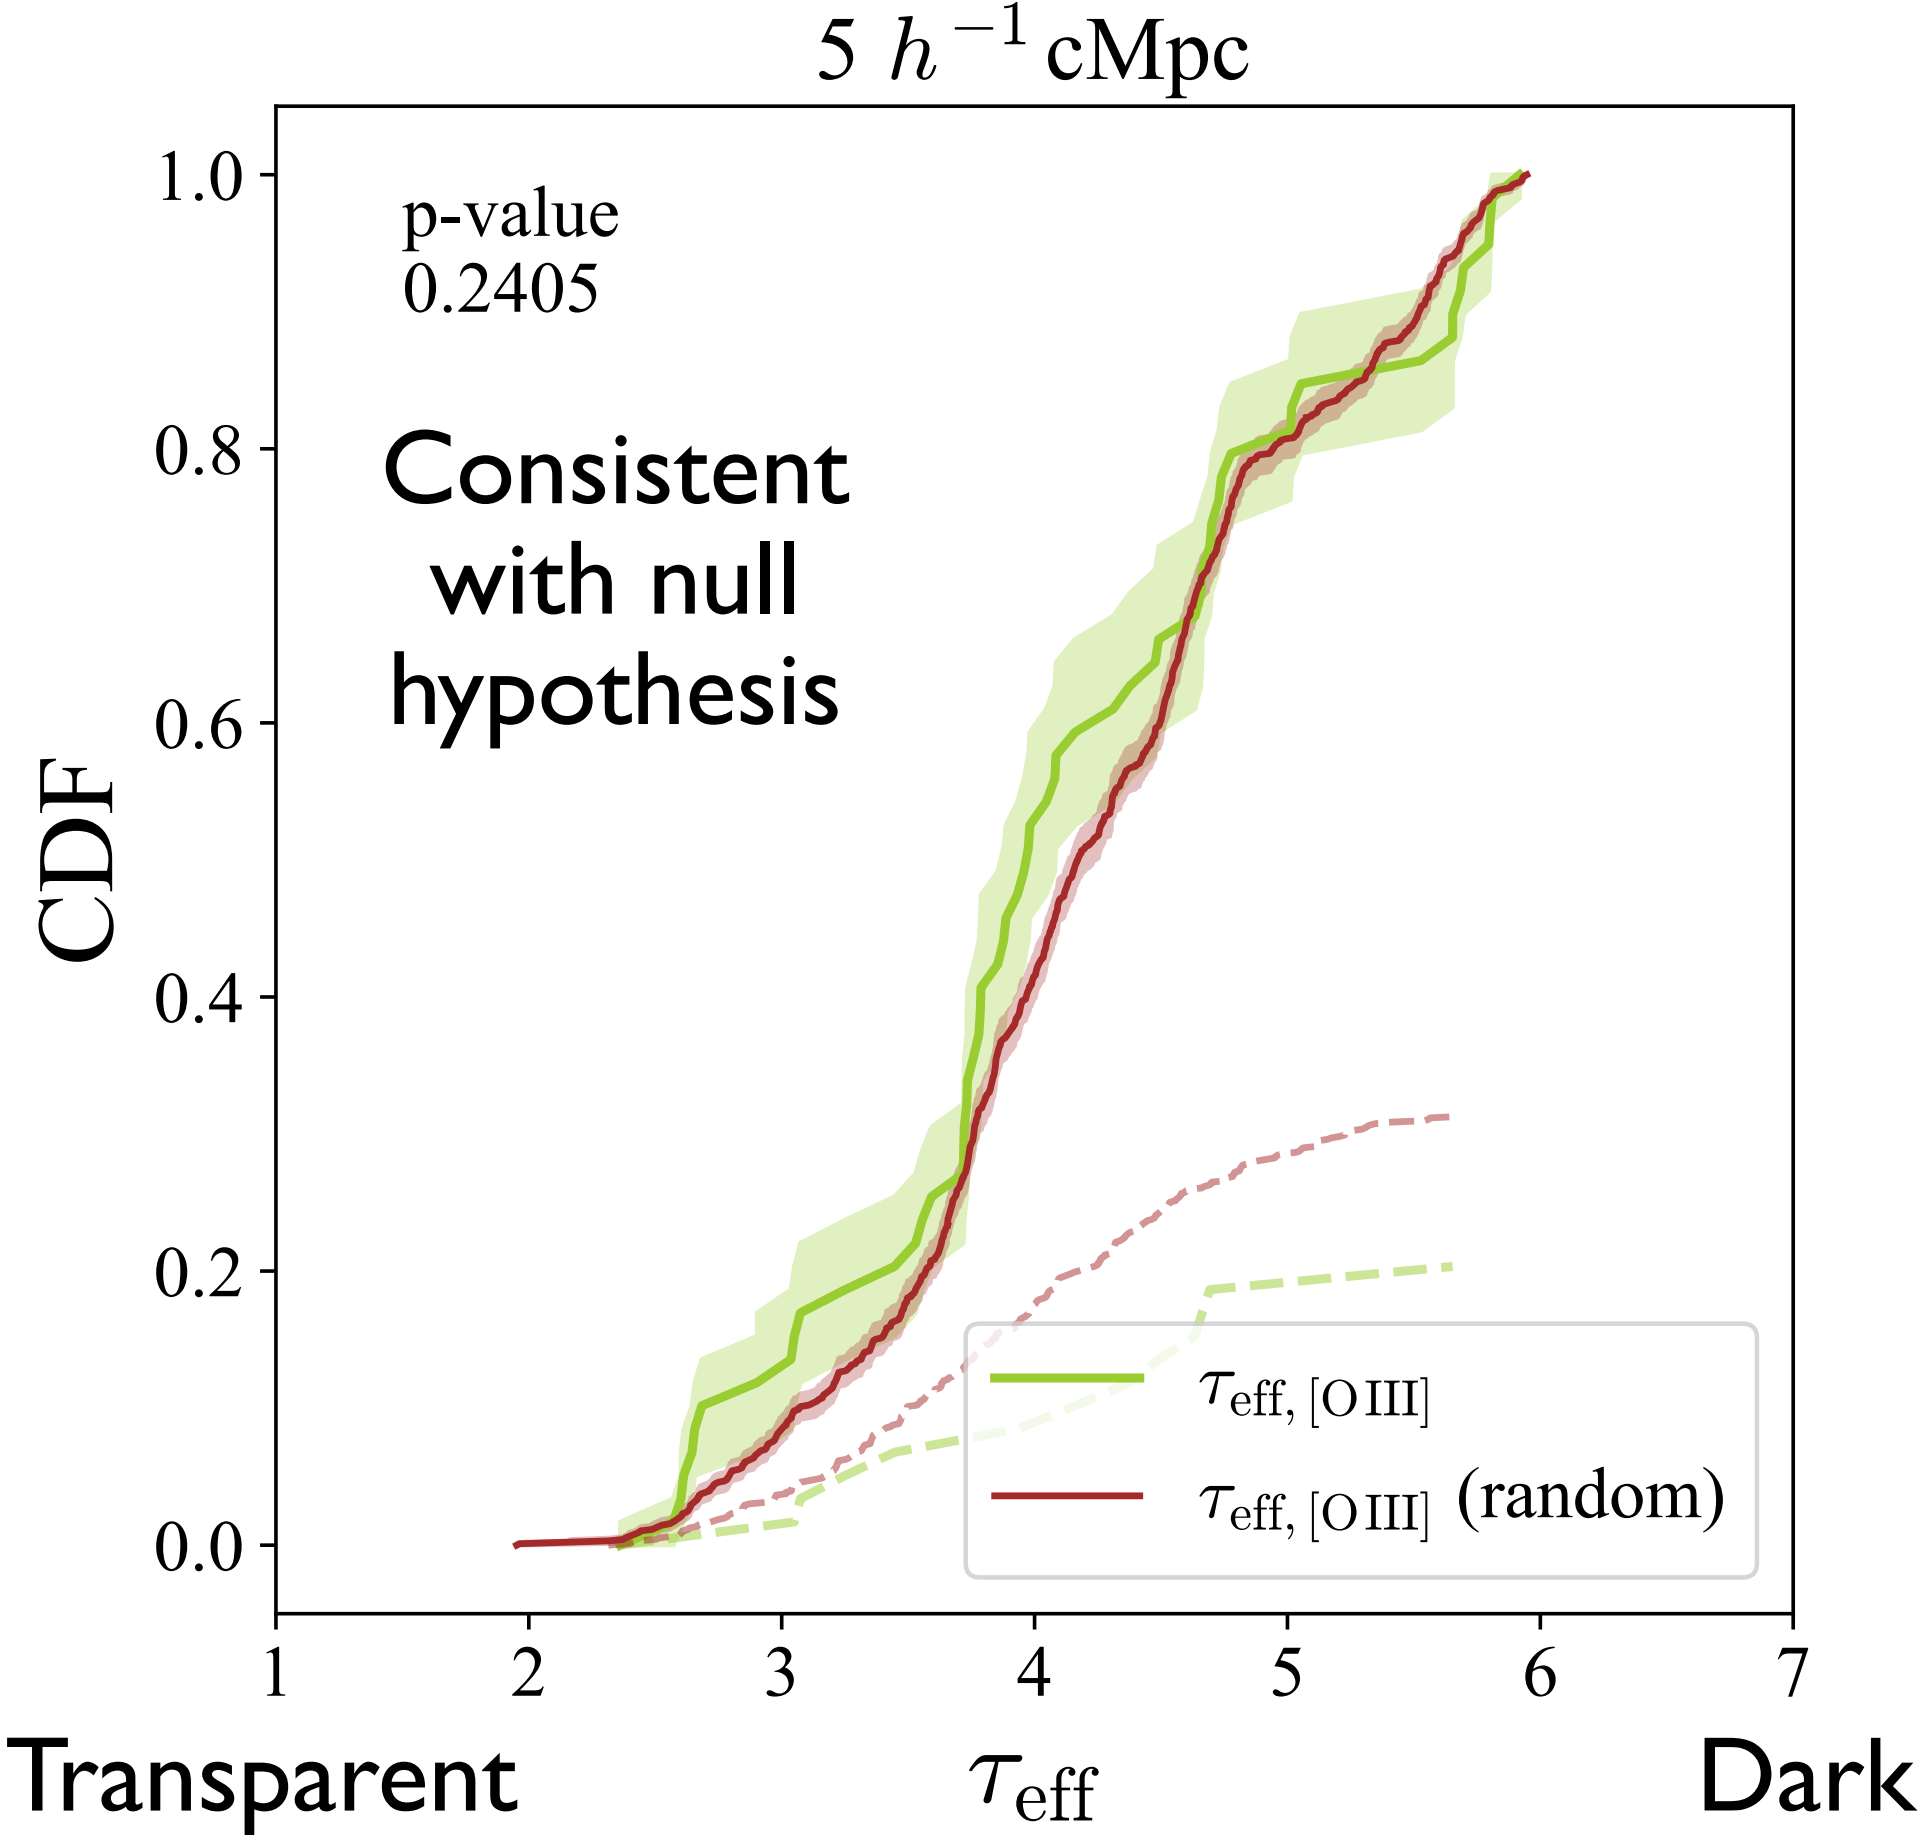 5 h⁻¹ cMpc
1.0
p-value
0.2405
0.8
Consistent
with null
hypothesis
0.6
CDF
0.4
0.2
τeff, [O III]
τeff, [O III] (random)
0.0
1 2 3 4 5 6 7
Transparent τeff Dark